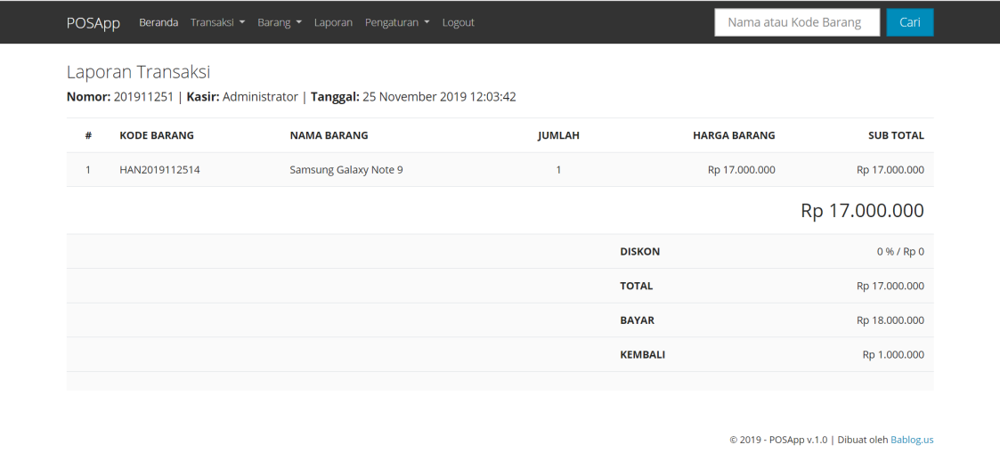 POSApp Beranda Transaksi Barang Laporan Pengaturan Logout Nama atau Kode Barang Cari
Laporan Transaksi
Nomor: 201911251 | Kasir: Administrator | Tanggal: 25 November 2019 12:03:42
# KODE BARANG NAMA BARANG JUMLAH HARGA BARANG SUB TOTAL
1 HAN2019112514 Samsung Galaxy Note 9 1 Rp 17.000.000 Rp 17.000.000
Rp 17.000.000
DISKON 0 % / Rp 0
TOTAL Rp 17.000.000
BAYAR Rp 18.000.000
KEMBALI Rp 1.000.000
© 2019 - POSApp v.1.0 | Dibuat oleh Bablog.us